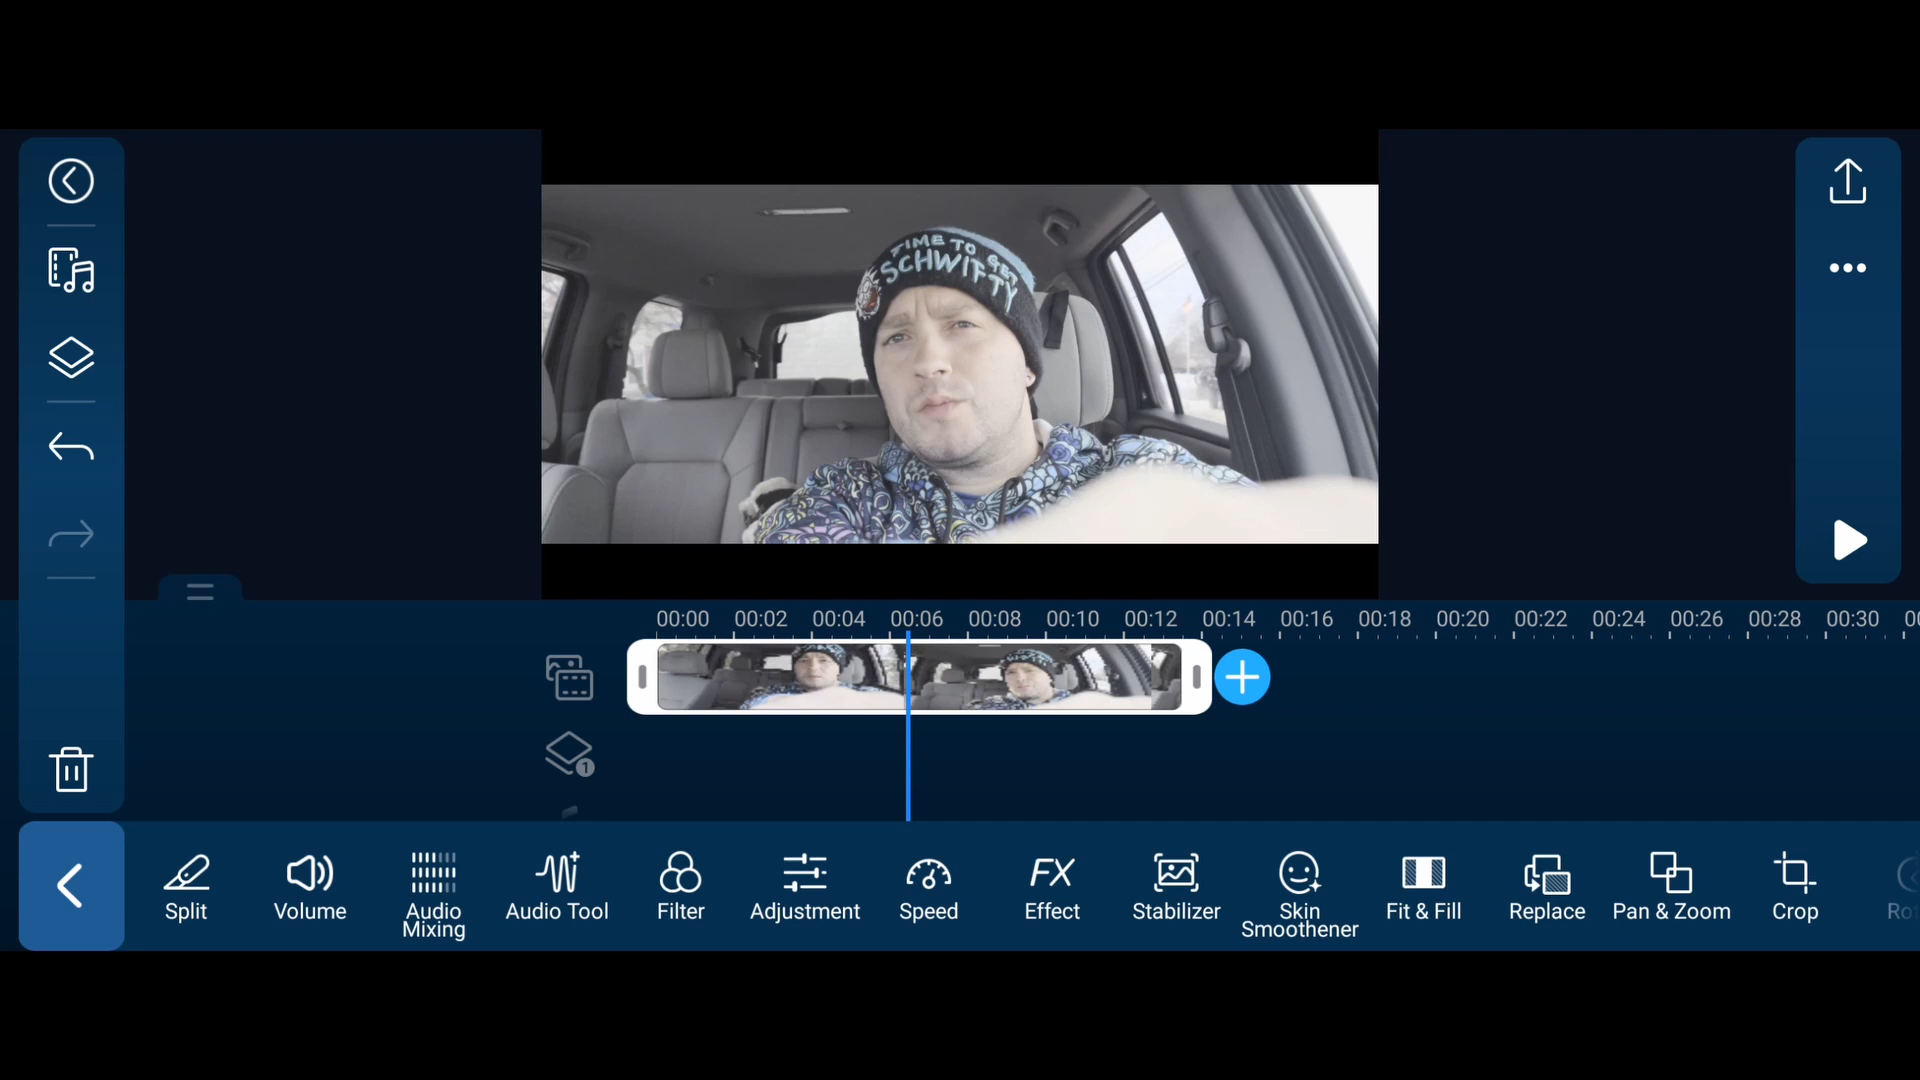 TIME TO GET
SCHWIFTY
00:00 00:02 00:04 00:06 00:08 00:10 00:12 00:14 00:16 00:18 00:20 00:22 00:24 00:26 00:28 00:30
1
Split
Volume
Audio
Mixing
Audio Tool
Filter
Adjustment
Speed
FX
Effect
Stabilizer
Skin
Smoothener
Fit & Fill
Replace
Pan & Zoom
Crop